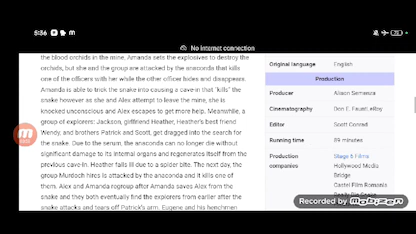 5:36
No internet connection
the blood orchids in the mine, Amanda sets the explosives to destroy the
orchids, but she end the group are attacked by the anaconda that kills
one of the officers with her while the other officer hides and disappears.
Amanda is able to trick the snake into causing a cave-in that "kills" the
snake however as she and Alex attempt to leave the mine, she is
knocked unconscious and Alex escapes to get more help. Meanwhile, a
group of explorers: Jackson, girlfriend Heather, Heather's best friend
Wendy, and brothers Patrick and Scott, get dragged into the search for
the snake. Due to the serum, the anaconda can no longer die without
significant damage to its internal organs and regenerates itself from the
previous cave-in. Heather falls ill due to a spider bite. The next day, the
group Murdoch hires is attacked by the anaconda and it kills one of
them. Alex and Amanda regroup after Amanda saves Alex from the
snake and they both eventually find the explorers from earlier after the
snake attacks and tears off Patrick's arm. Eugene and his henchmen
Original language English
Production
Producer Alison Semenza
Cinematography Don E. FauntLeRoy
Editor Scott Conrad
Running time 89 minutes
Production companies Stage 6 Films
Hollywood Media
Bridge
Castel Film Romania
Recorded by mobizen